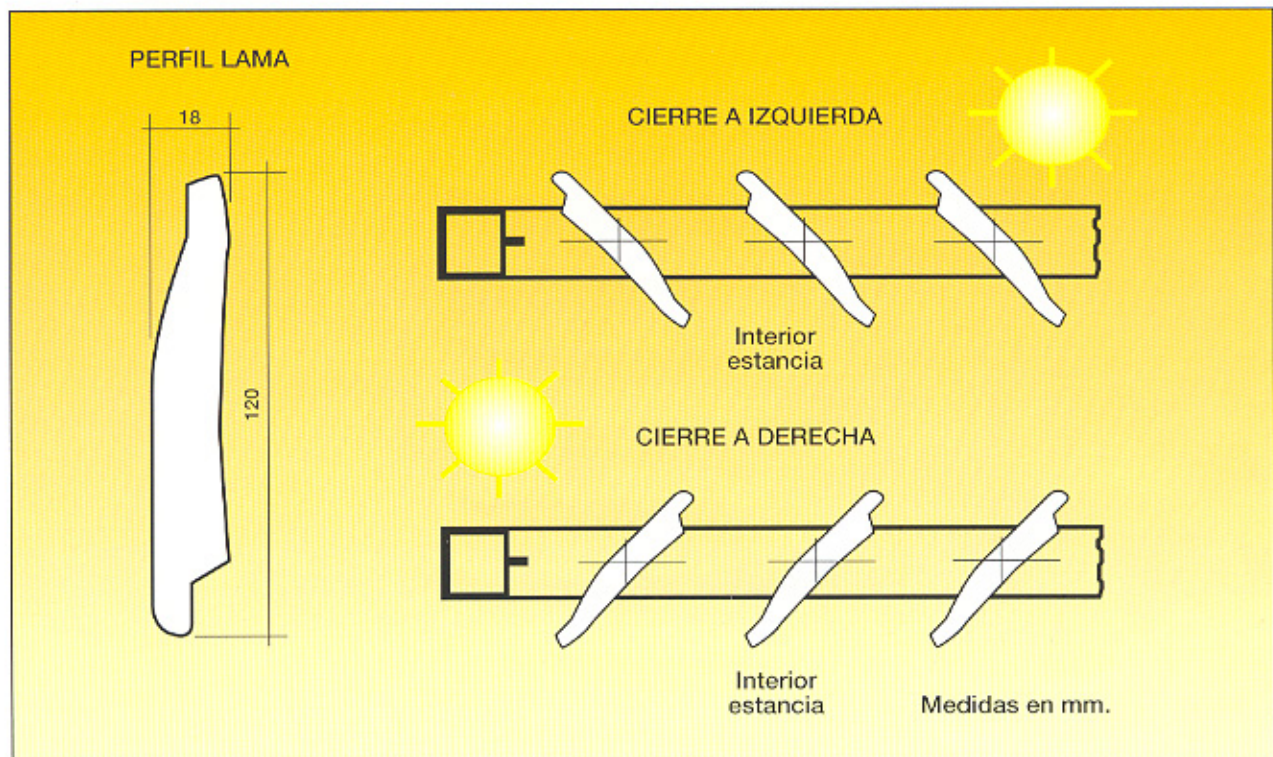 PERFIL LAMA
18
120
CIERRE A IZQUIERDA
Interior
estancia
CIERRE A DERECHA
Interior
estancia
Medidas en mm.